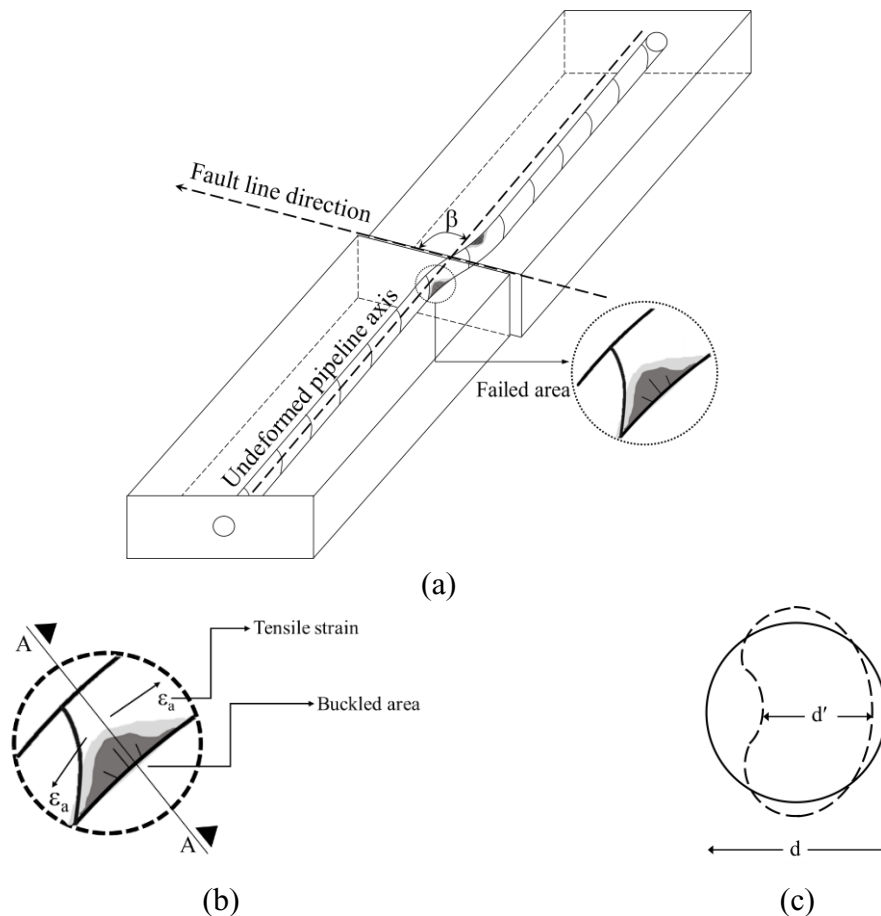 Fault line direction
β
Undeformed pipeline axis
Failed area
(a)
A
Tensile strain
εa
Buckled area
εa
A
(b)
d′
d
(c)